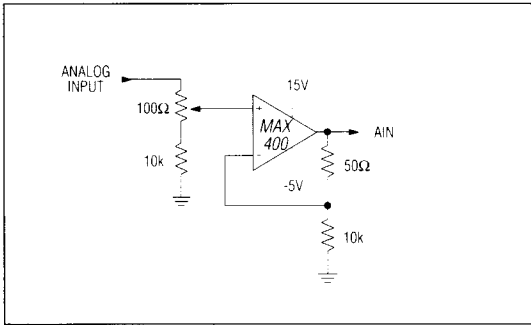 ANALOG
INPUT
100Ω
10k
15V
+
MAX
400
-
-5V
AIN
50Ω
10k